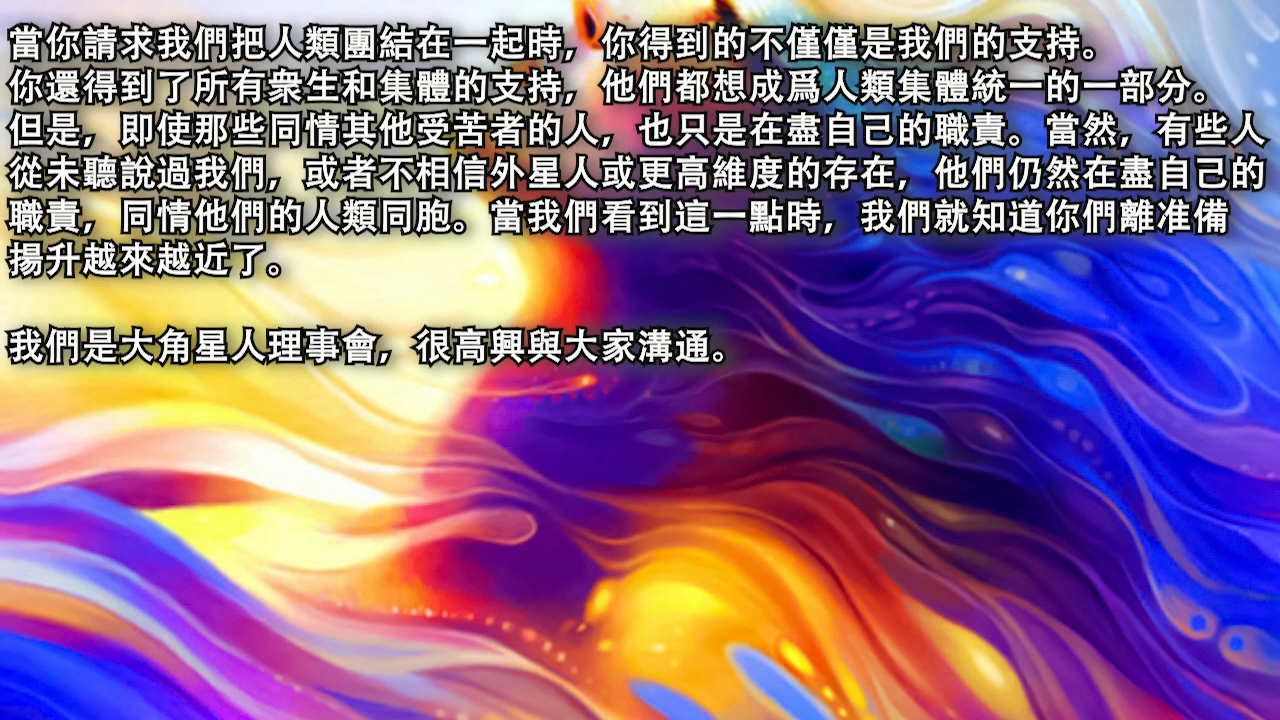 當你請求我們把人類團結在一起時，你得到的不僅僅是我們的支持。
你還得到了所有衆生和集體的支持，他們都想成爲人類集體統一的一部分。
但是，即使那些同情其他受苦者的人，也只是在盡自己的職責。當然，有些人
從未聽說過我們，或者不相信外星人或更高維度的存在，他們仍然在盡自己的
職責，同情他們的人類同胞。當我們看到這一點時，我們就知道你們離准備
揚升越來越近了。
我們是大角星人理事會，很高興與大家溝通。